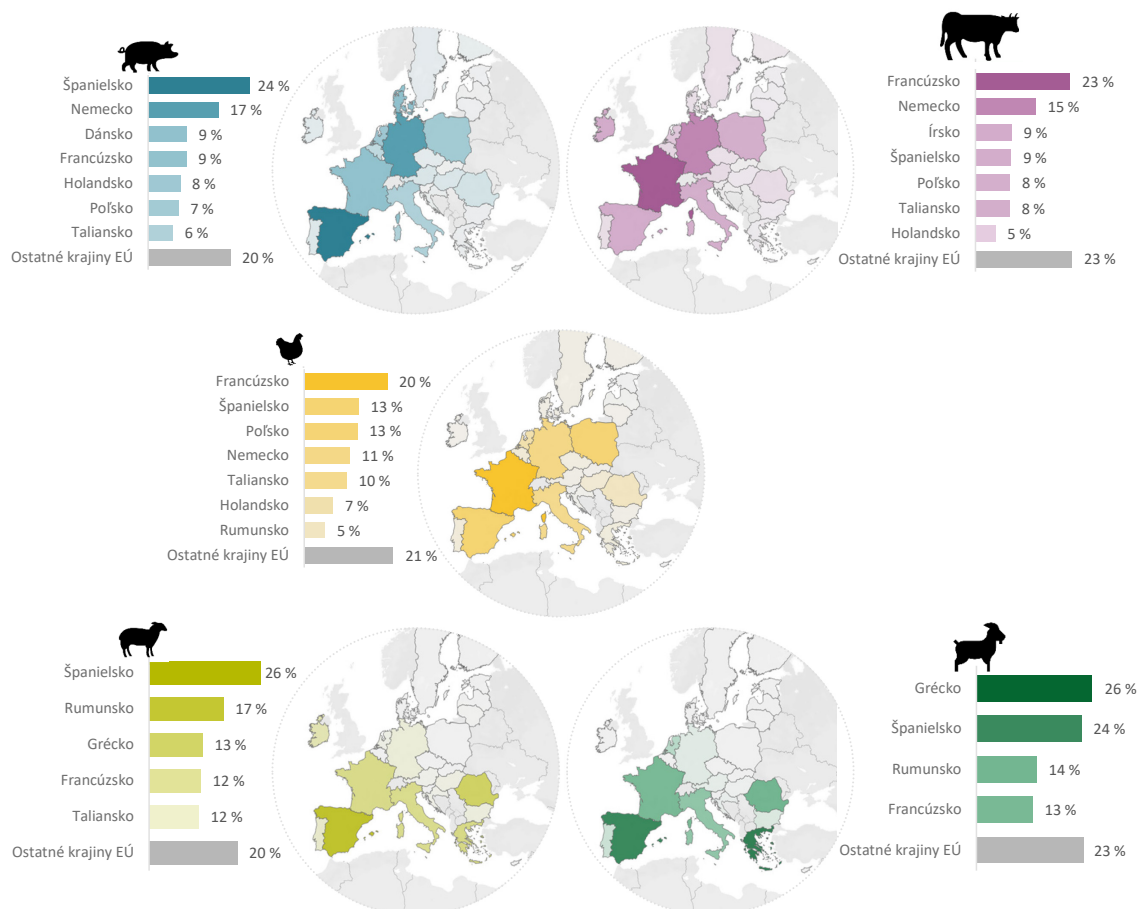 Španielsko 24 %
Nemecko 17 %
Dánsko 9 %
Francúzsko 9 %
Holandsko 8 %
Poľsko 7 %
Taliansko 6 %
Ostatné krajiny EÚ 20 %
Francúzsko 23 %
Nemecko 15 %
Írsko 9 %
Španielsko 9 %
Poľsko 8 %
Taliansko 8 %
Holandsko 5 %
Ostatné krajiny EÚ 23 %
Francúzsko 20 %
Španielsko 13 %
Poľsko 13 %
Nemecko 11 %
Taliansko 10 %
Holandsko 7 %
Rumunsko 5 %
Ostatné krajiny EÚ 21 %
Španielsko 26 %
Rumunsko 17 %
Grécko 13 %
Francúzsko 12 %
Taliansko 12 %
Ostatné krajiny EÚ 20 %
Grécko 26 %
Španielsko 24 %
Rumunsko 14 %
Francúzsko 13 %
Ostatné krajiny EÚ 23 %